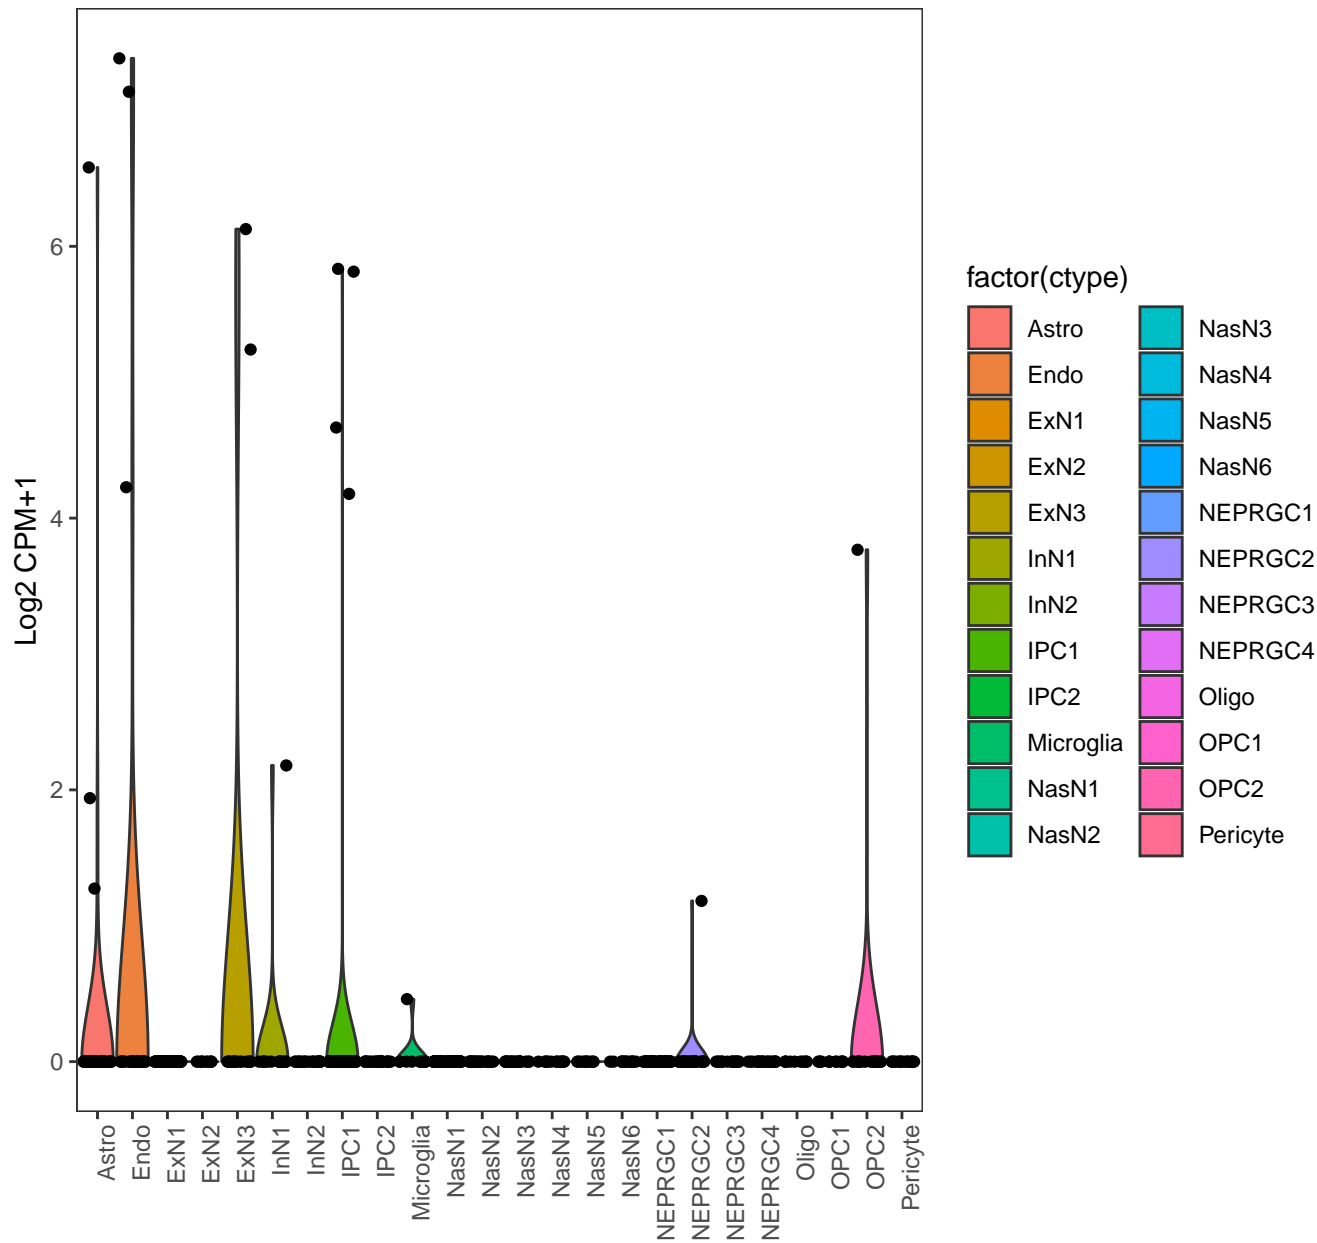 Log2 CPM+1
6
4
2
0
Astro
Endo
ExN1
ExN2
ExN3
InN1
InN2
IPC1
IPC2
Microglia
NasN1
NasN2
NasN3
NasN4
NasN5
NasN6
NEPRGC1
NEPRGC2
NEPRGC3
NEPRGC4
Oligo
OPC1
OPC2
Pericyte
factor(ctype)
Astro
Endo
ExN1
ExN2
ExN3
InN1
InN2
IPC1
IPC2
Microglia
NasN1
NasN2
NasN3
NasN4
NasN5
NasN6
NEPRGC1
NEPRGC2
NEPRGC3
NEPRGC4
Oligo
OPC1
OPC2
Pericyte